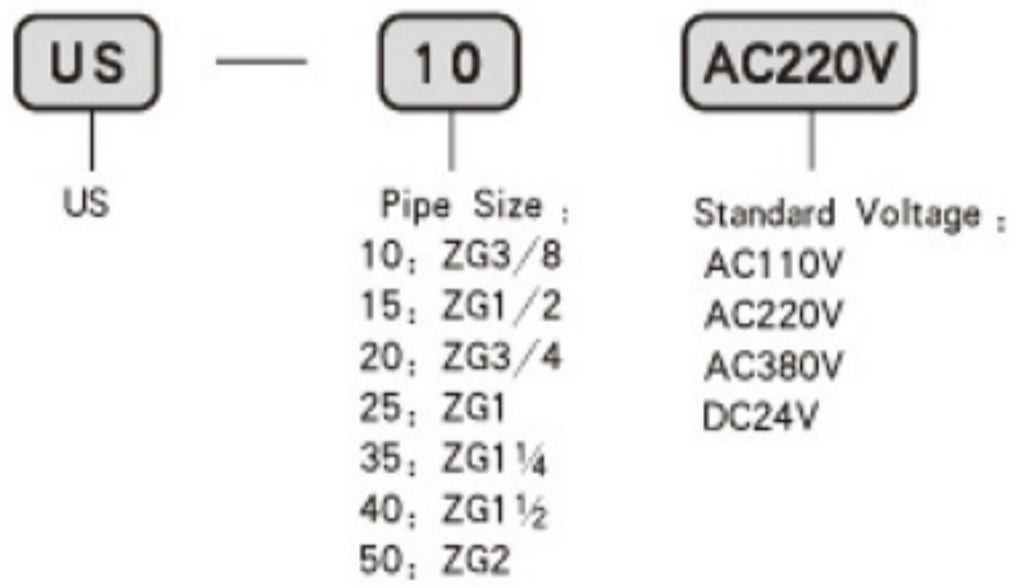 US — 10 AC220V
US
Pipe Size :
10: ZG3/8
15: ZG1/2
20: ZG3/4
25: ZG1
35: ZG1¼
40: ZG1½
50: ZG2
Standard Voltage :
AC110V
AC220V
AC380V
DC24V